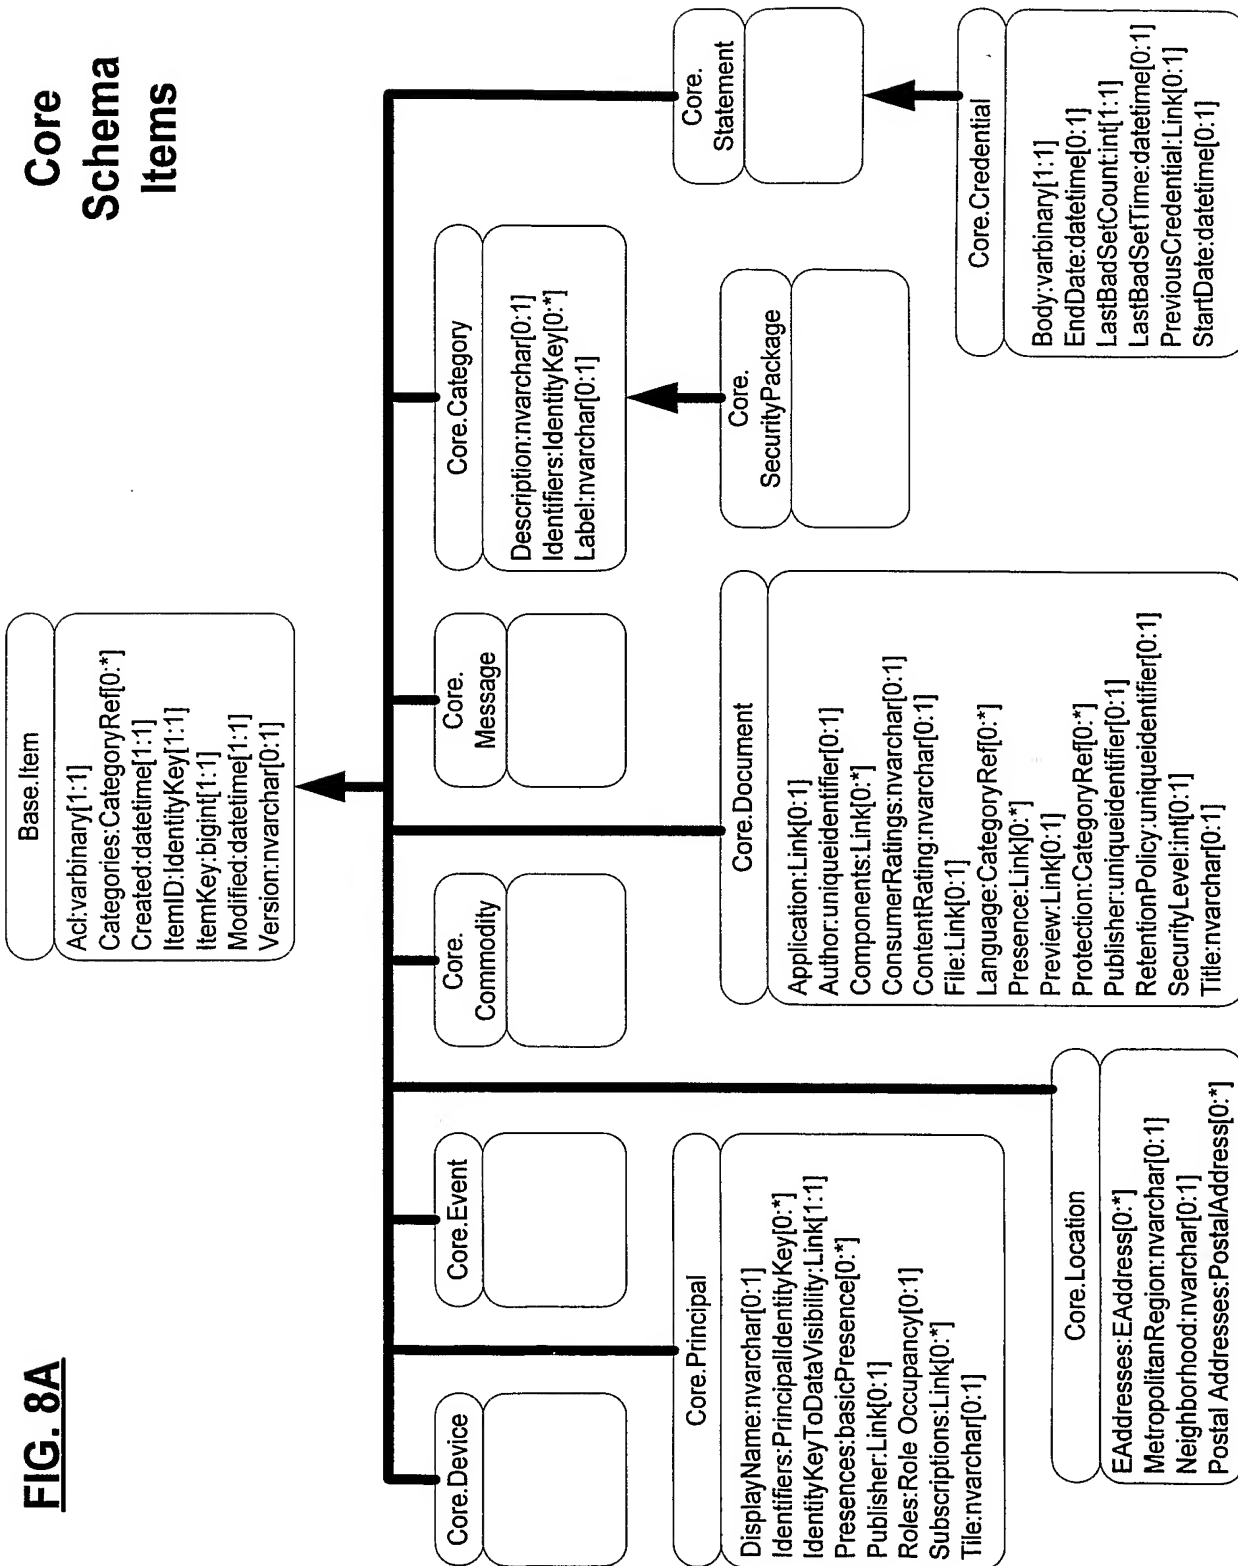 FIG. 8A
Core
Schema
Items
Base.Item
Acl:varbinary[1:1]
Categories:CategoryRef[0:*]
Created:datetime[1:1]
ItemID:IdentityKey[1:1]
ItemKey:bigint[1:1]
Modified:datetime[1:1]
Version:nvarchar[0:1]
Core.Device
Core.Event
Core.
Commodity
Core.
Message
Core.Category
Description:nvarchar[0:1]
Identifiers:IdentityKey[0:*]
Label:nvarchar[0:1]
Core.Principal
DisplayName:nvarchar[0:1]
Identifiers:PrincipalIdentityKey[0:*]
IdentityKeyToDataVisibility:Link[1:1]
Presences:basicPresence[0:*]
Publisher:Link[0:1]
Roles:Role Occupancy[0:1]
Subscriptions:Link[0:*]
Tile:nvarchar[0:1]
Core.Document
Application:Link[0:1]
Author:uniqueidentifier[0:1]
Components:Link[0:*]
ConsumerRatings:nvarchar[0:1]
ContentRating:nvarchar[0:1]
File:Link[0:1]
Language:CategoryRef[0:*]
Presence:Link]0:*]
Preview:Link[0:1]
Protection:CategoryRef[0:*]
Publisher:uniqueidentifier[0:1]
RetentionPolicy:uniqueidentifier[0:1]
SecurityLevel:int[0:1]
Title:nvarchar[0:1]
Core.
SecurityPackage
Core.
Statement
Core.Location
EAddresses:EAddress[0:*]
MetropolitanRegion:nvarchar[0:1]
Neighborhood:nvarchar[0:1]
Postal Addresses:PostalAddress[0:*]
Core.Credential
Body:varbinary[1:1]
EndDate:datetime[0:1]
LastBadSetCount:int[1:1]
LastBadSetTime:datetime[0:1]
PreviousCredential:Link[0:1]
StartDate:datetime[0:1]